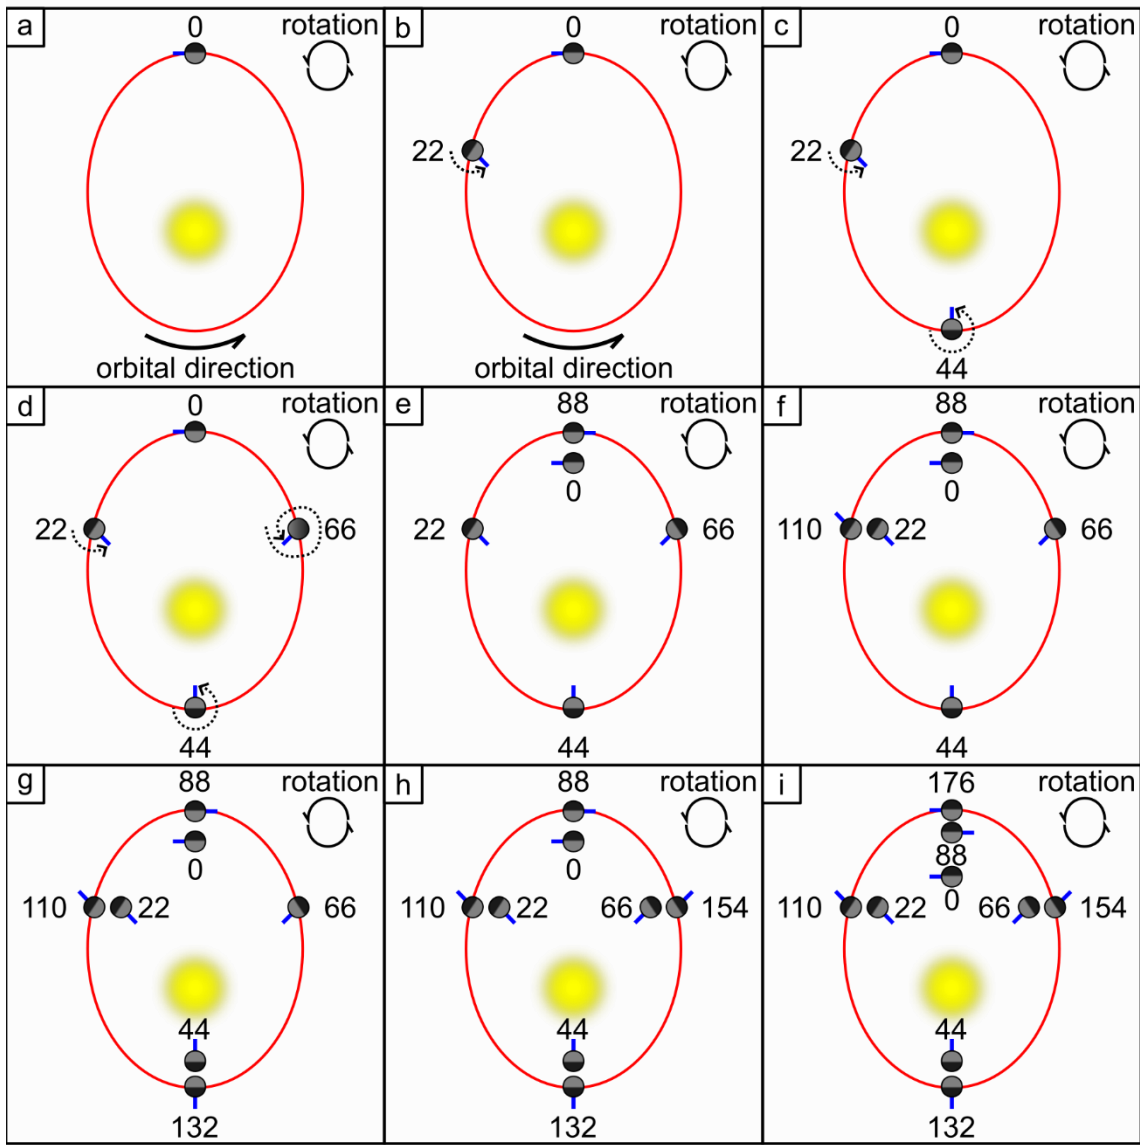 a 0 rotation
orbital direction
b 0 rotation
22
orbital direction
c 0 rotation
22
44
d 0 rotation
22 66
44
e 88 rotation
0
22 66
44
f 88 rotation
0
110 22 66
44
g 88 rotation
0
110 22 66
44
132
h 88 rotation
0
110 22 66 154
44
132
i 176 rotation
88
0
110 22 66 154
44
132